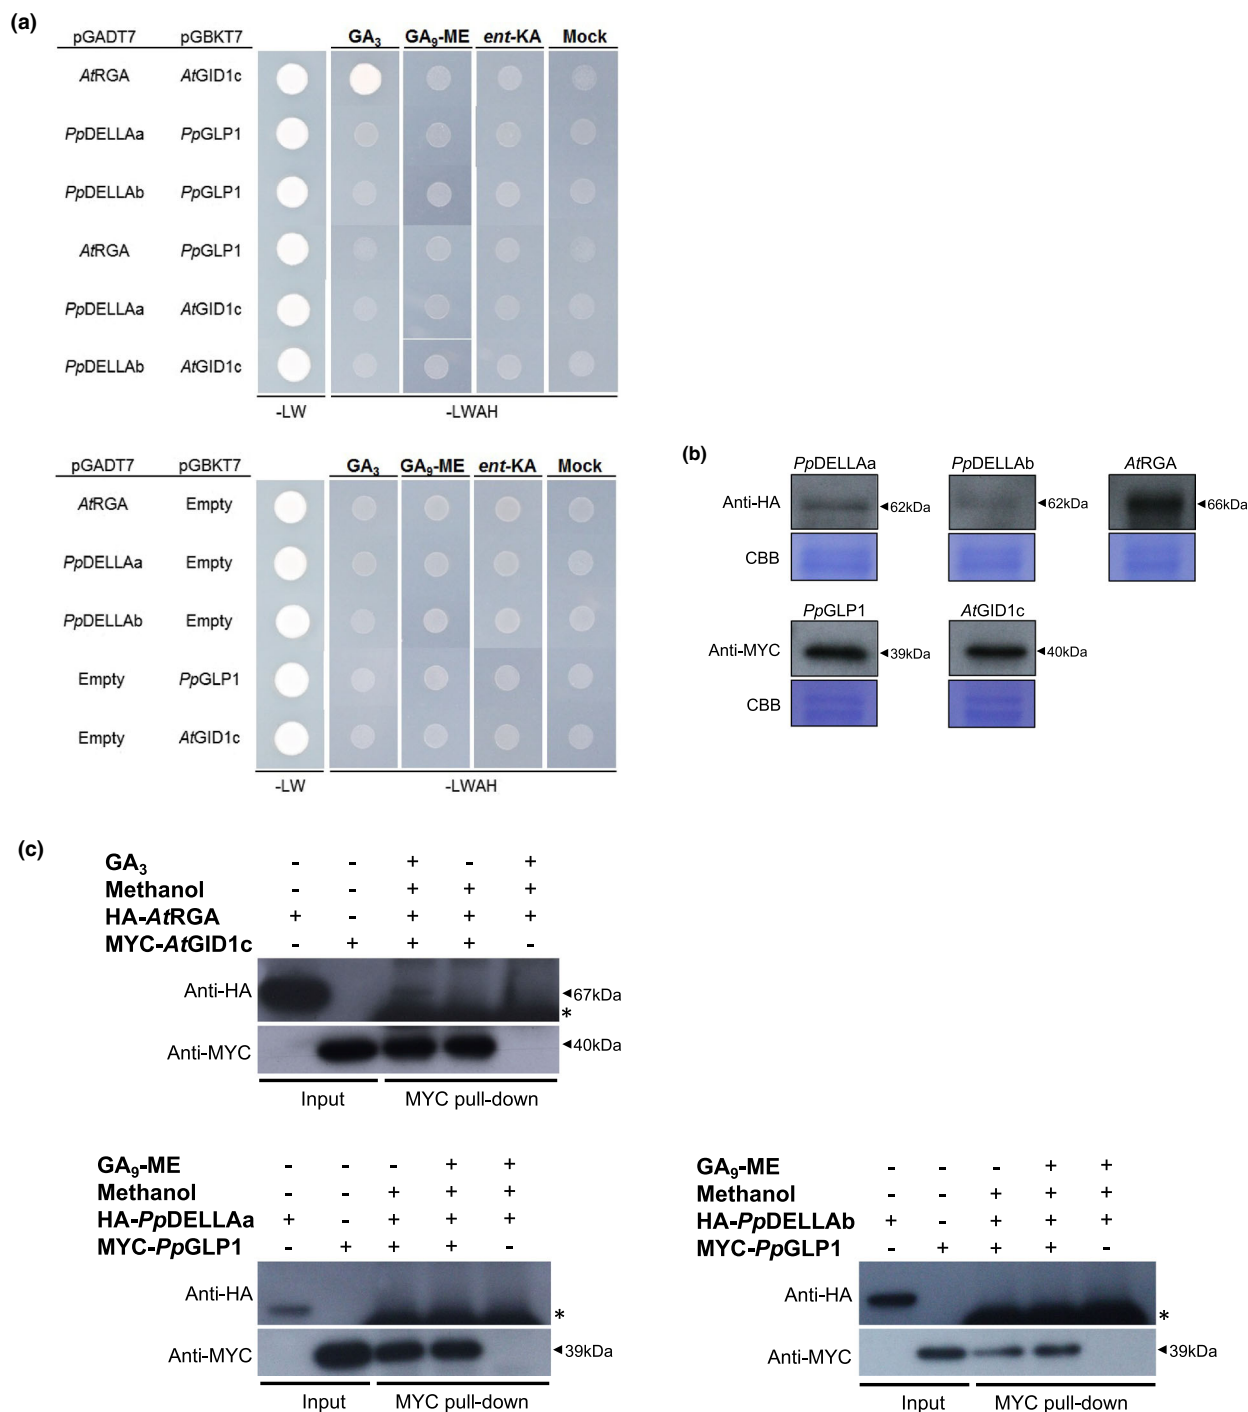 (a)
pGADT7 pGBKT7 GA3 GA9-ME ent-KA Mock
AtRGA AtGID1c
PpDELLAa PpGLP1
PpDELLAb PpGLP1
AtRGA PpGLP1
PpDELLAa AtGID1c
PpDELLAb AtGID1c
-LW -LWAH
pGADT7 pGBKT7 GA3 GA9-ME ent-KA Mock
AtRGA Empty
PpDELLAa Empty
PpDELLAb Empty
Empty PpGLP1
Empty AtGID1c
-LW -LWAH
(b)
PpDELLAa PpDELLAb AtRGA
Anti-HA ◄62kDa ◄62kDa ◄66kDa
CBB
PpGLP1 AtGID1c
Anti-MYC ◄39kDa ◄40kDa
CBB
(c)
GA3 - - + - +
Methanol - - + + +
HA-AtRGA + - + + +
MYC-AtGID1c - + + + -
Anti-HA ◄67kDa
*
Anti-MYC ◄40kDa
Input MYC pull-down
GA9-ME - - - + +
Methanol - - + + +
HA-PpDELLAa + - + + +
MYC-PpGLP1 - + + + -
Anti-HA *
Anti-MYC ◄39kDa
Input MYC pull-down
GA9-ME - - - + +
Methanol - - + + +
HA-PpDELLAb + - + + +
MYC-PpGLP1 - + + + -
Anti-HA *
Anti-MYC ◄39kDa
Input MYC pull-down